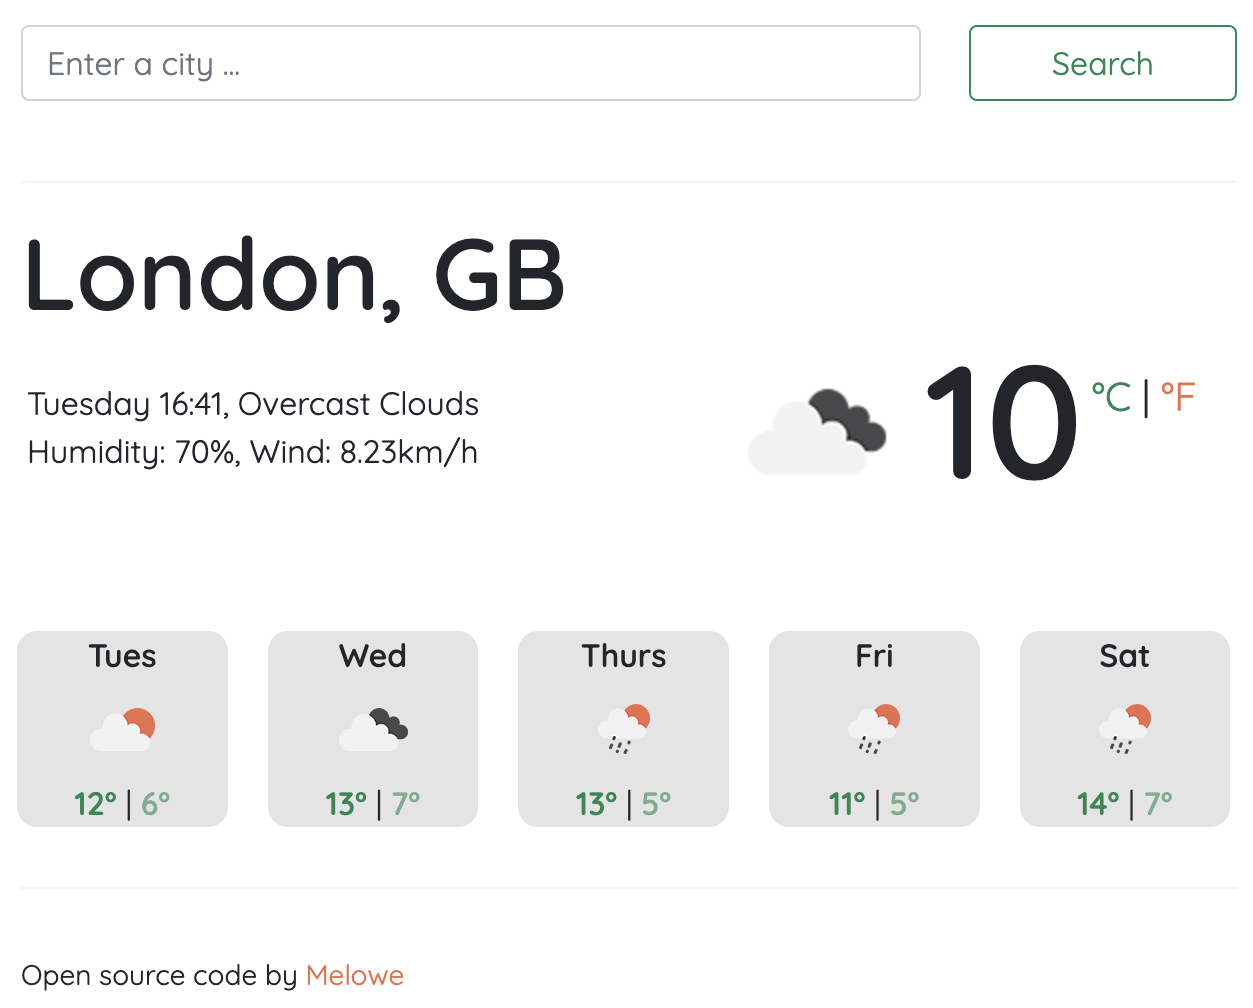 Enter a city ...
Search
London, GB
Tuesday 16:41, Overcast Clouds
Humidity: 70%, Wind: 8.23km/h
10 °C | °F
Tues
12° | 6°
Wed
13° | 7°
Thurs
13° | 5°
Fri
11° | 5°
Sat
14° | 7°
Open source code by Melowe